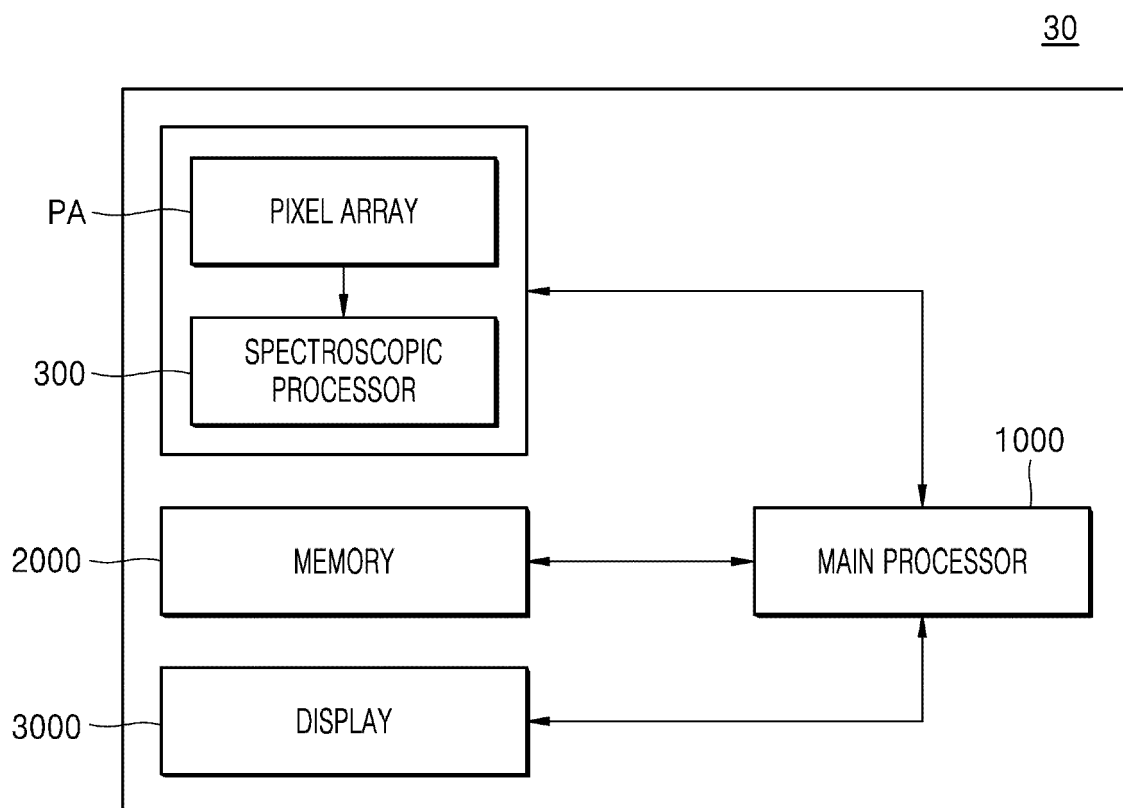 30
PA
PIXEL ARRAY
300
SPECTROSCOPIC
PROCESSOR
1000
2000
MEMORY
MAIN PROCESSOR
3000
DISPLAY